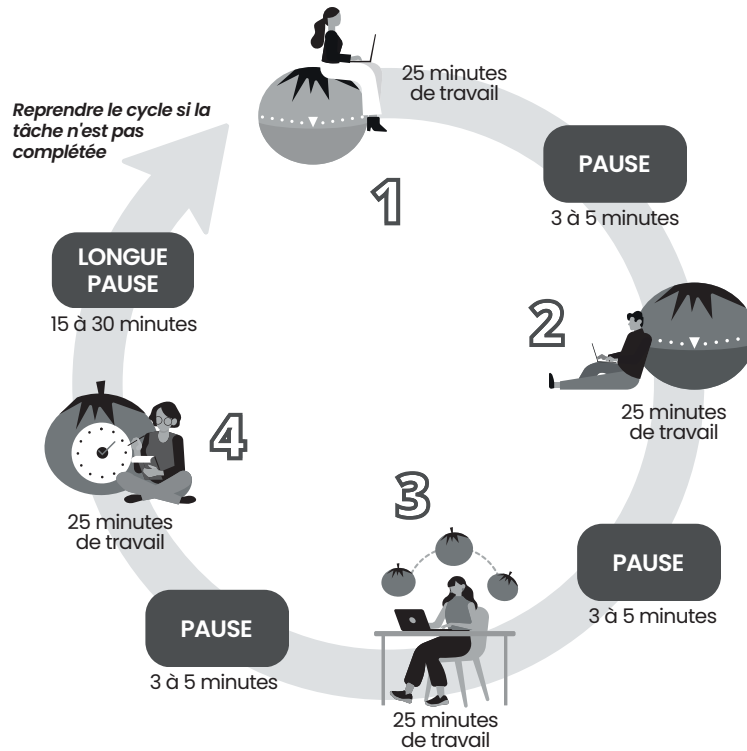 25 minutes
de travail
1
PAUSE
3 à 5 minutes
2
25 minutes
de travail
PAUSE
3 à 5 minutes
3
25 minutes
de travail
PAUSE
3 à 5 minutes
4
25 minutes
de travail
LONGUE
PAUSE
15 à 30 minutes
Reprendre le cycle si la
tâche n'est pas
complétée